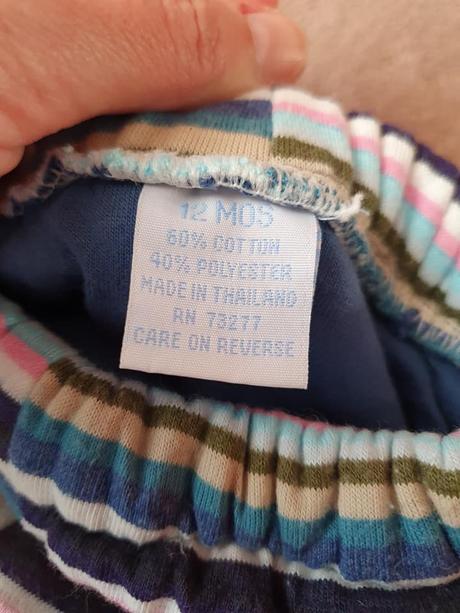 12 MOS
60% COTTON
40% POLYESTER
MADE IN THAILAND
RN 73277
CARE ON REVERSE